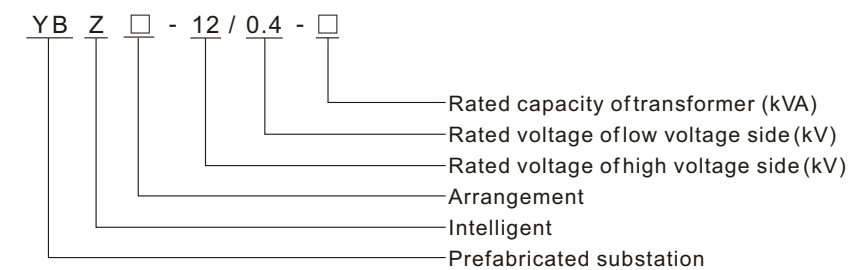 YB Z □ - 12 / 0.4 - □
Rated capacity of transformer (kVA)
Rated voltage of low voltage side (kV)
Rated voltage of high voltage side (kV)
Arrangement
Intelligent
Prefabricated substation